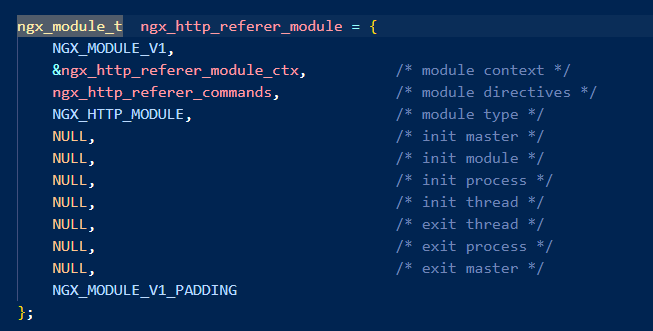 ngx_module_t  ngx_http_referer_module = {
    NGX_MODULE_V1,
    &ngx_http_referer_module_ctx,          /* module context */
    ngx_http_referer_commands,             /* module directives */
    NGX_HTTP_MODULE,                       /* module type */
    NULL,                                  /* init master */
    NULL,                                  /* init module */
    NULL,                                  /* init process */
    NULL,                                  /* init thread */
    NULL,                                  /* exit thread */
    NULL,                                  /* exit process */
    NULL,                                  /* exit master */
    NGX_MODULE_V1_PADDING
};